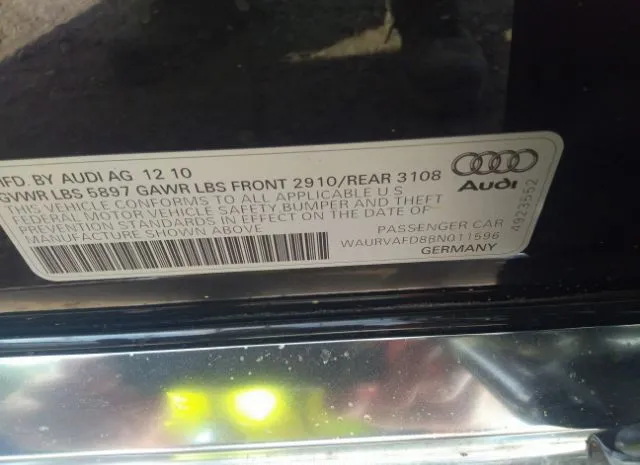 MFD. BY AUDI AG 12 10
GVWR LBS 5897 GAWR LBS FRONT 2910/REAR 3108
THIS VEHICLE CONFORMS TO ALL APPLICABLE U S
FEDERAL MOTOR VEHICLE SAFETY BUMPER AND THEFT
PREVENTION STANDARDS IN EFFECT ON THE DATE OF
MANUFACTURE SHOWN ABOVE
Audi
4923552
PASSENGER CAR
WAURVAFD8BN011596
GERMANY